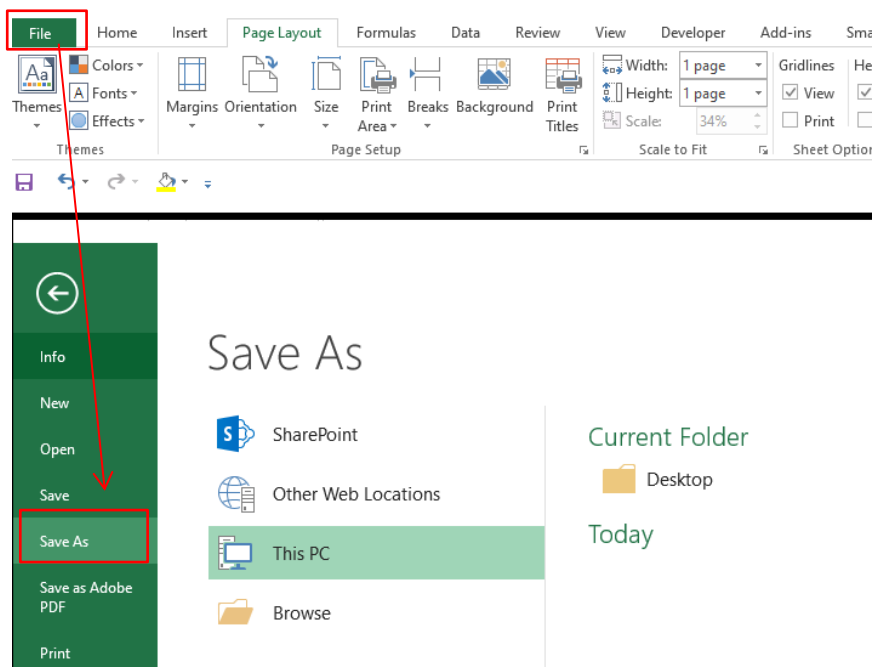 File Home Insert Page Layout Formulas Data Review View Developer Add-ins
Colors Width: 1 page Gridlines
Aa
A Fonts Height: 1 page View
Themes Margins Orientation Size Print Breaks Background Print
Effects Scale: 34% Print
Area Titles
Themes Page Setup Scale to Fit Sheet
Save As
Info
New
Open
Save
Save As
Save as Adobe
PDF
Print
S SharePoint
Other Web Locations
This PC
Browse
Current Folder
Desktop
Today